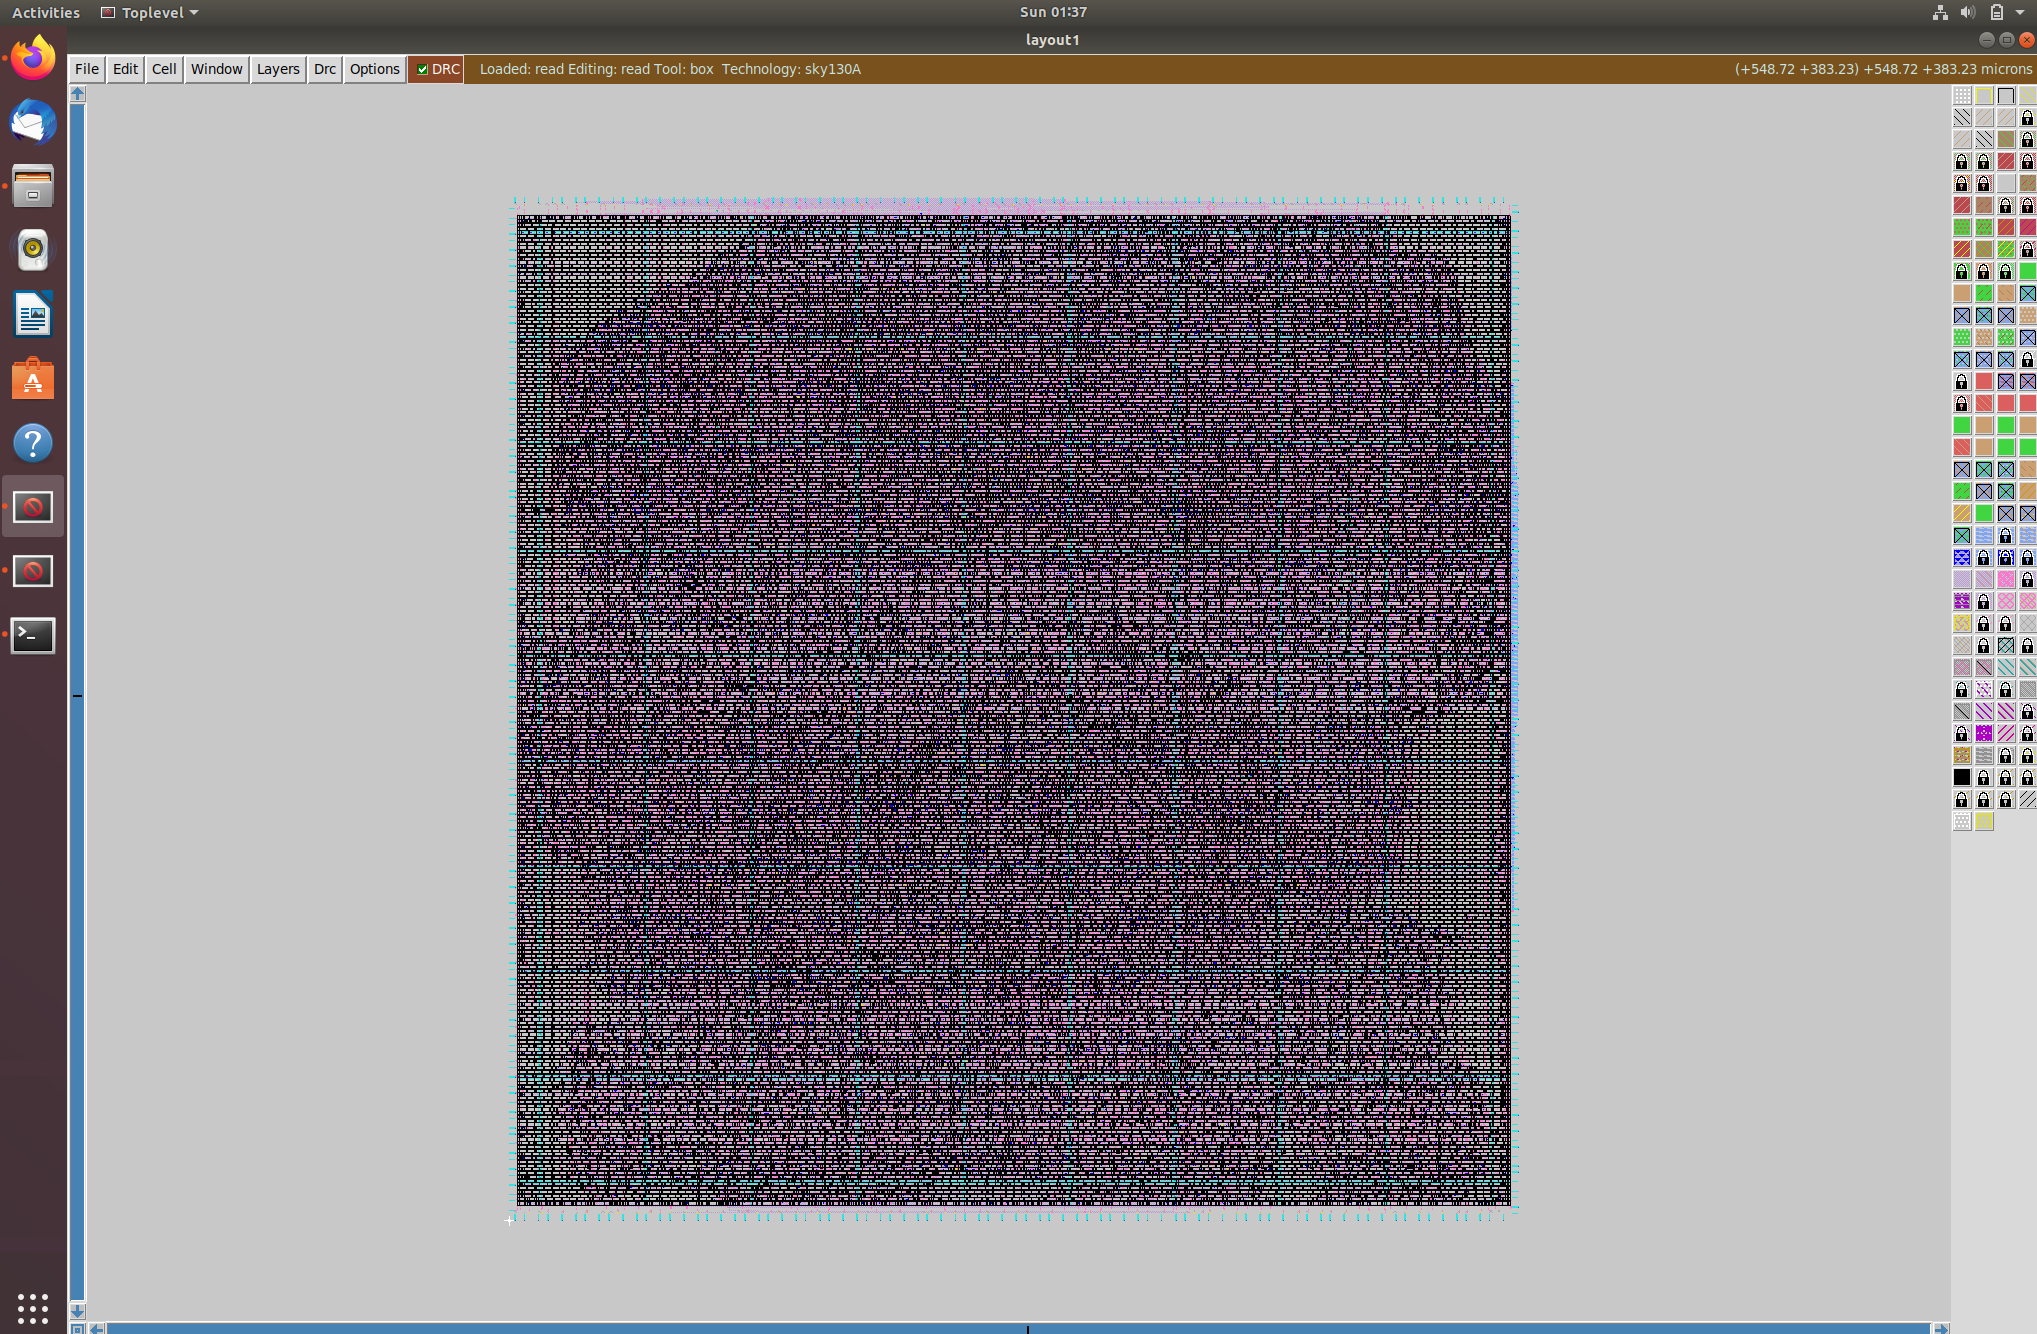 Activities Toplevel Sun 01:37
layout1
File Edit Cell Window Layers Drc Options DRC Loaded: read Editing: read Tool: box Technology: sky130A (+548.72 +383.23) +548.72 +383.23 microns